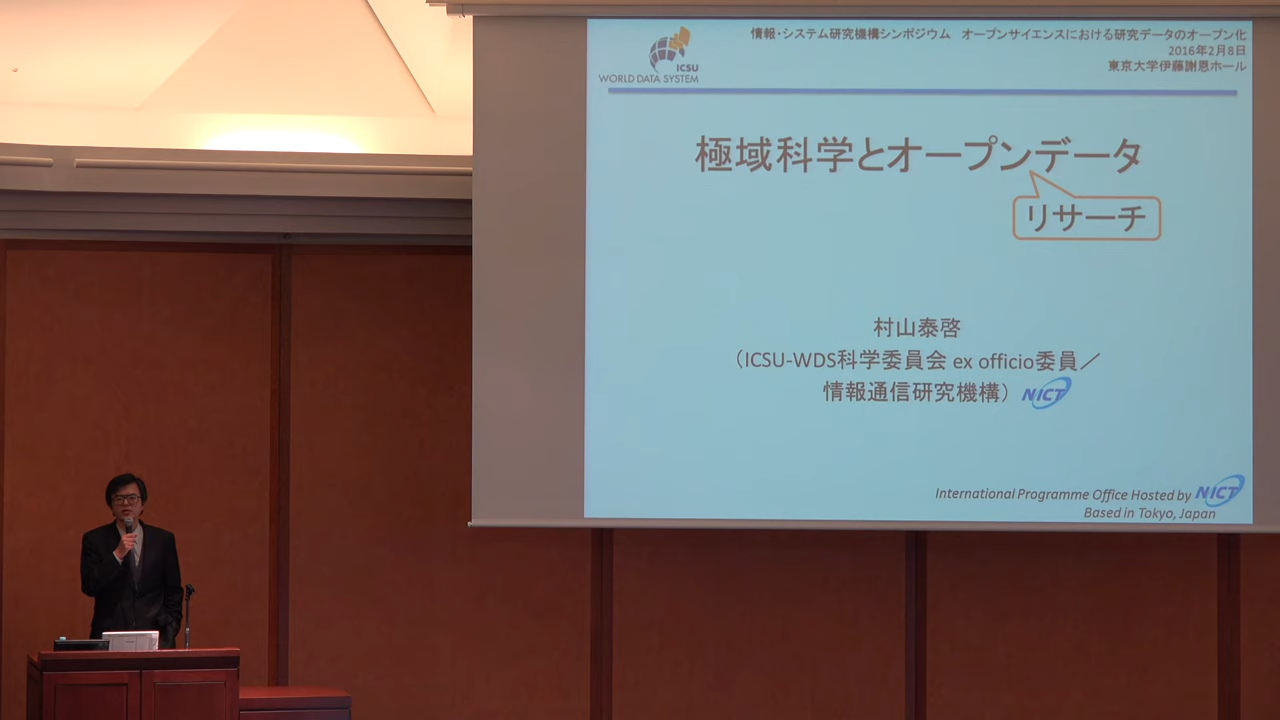 情報・システム研究機構シンポジウム　オープンサイエンスにおける研究データのオープン化
2016年2月8日
東京大学伊藤謝恩ホール
ICSU
WORLD DATA SYSTEM
極域科学とオープンデータ
リサーチ
村山泰啓
（ICSU-WDS科学委員会 ex officio委員／
情報通信研究機構） NICT
International Programme Office Hosted by NICT
Based in Tokyo, Japan